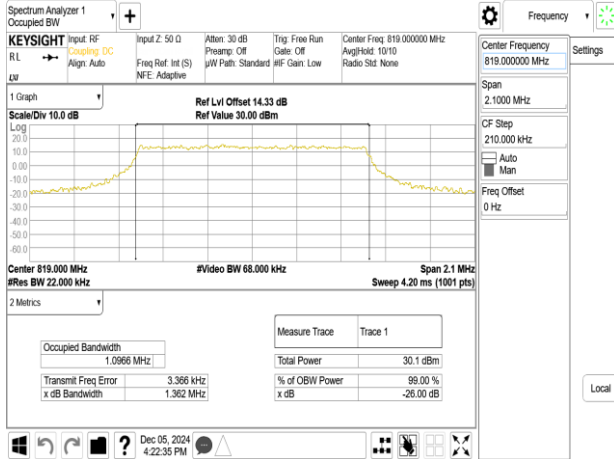 Spectrum Analyzer 1
Occupied BW
Frequency
KEYSIGHT
RL
LXI
Input: RF
Coupling: DC
Align: Auto
Input Z: 50 Ω
Freq Ref: Int (S)
NFE: Adaptive
Atten: 30 dB
Preamp: Off
µW Path: Standard
Trig: Free Run
Gate: Off
#IF Gain: Low
Center Freq: 819.000000 MHz
Avg|Hold: 10/10
Radio Std: None
Center Frequency
819.000000 MHz
Settings
Span
2.1000 MHz
CF Step
210.000 kHz
Auto
Man
Freq Offset
0 Hz
Local
1 Graph
Scale/Div 10.0 dB
Ref Lvl Offset 14.33 dB
Ref Value 30.00 dBm
Log
20.0
10.0
0.00
-10.0
-20.0
-30.0
-40.0
-50.0
-60.0
Center 819.000 MHz
#Video BW 68.000 kHz
Span 2.1 MHz
#Res BW 22.000 kHz
Sweep 4.20 ms (1001 pts)
2 Metrics
Occupied Bandwidth
1.0966 MHz
Transmit Freq Error 3.366 kHz
x dB Bandwidth 1.362 MHz
Measure Trace Trace 1
Total Power 30.1 dBm
% of OBW Power 99.00 %
x dB -26.00 dB
?
Dec 05, 2024
4:22:35 PM